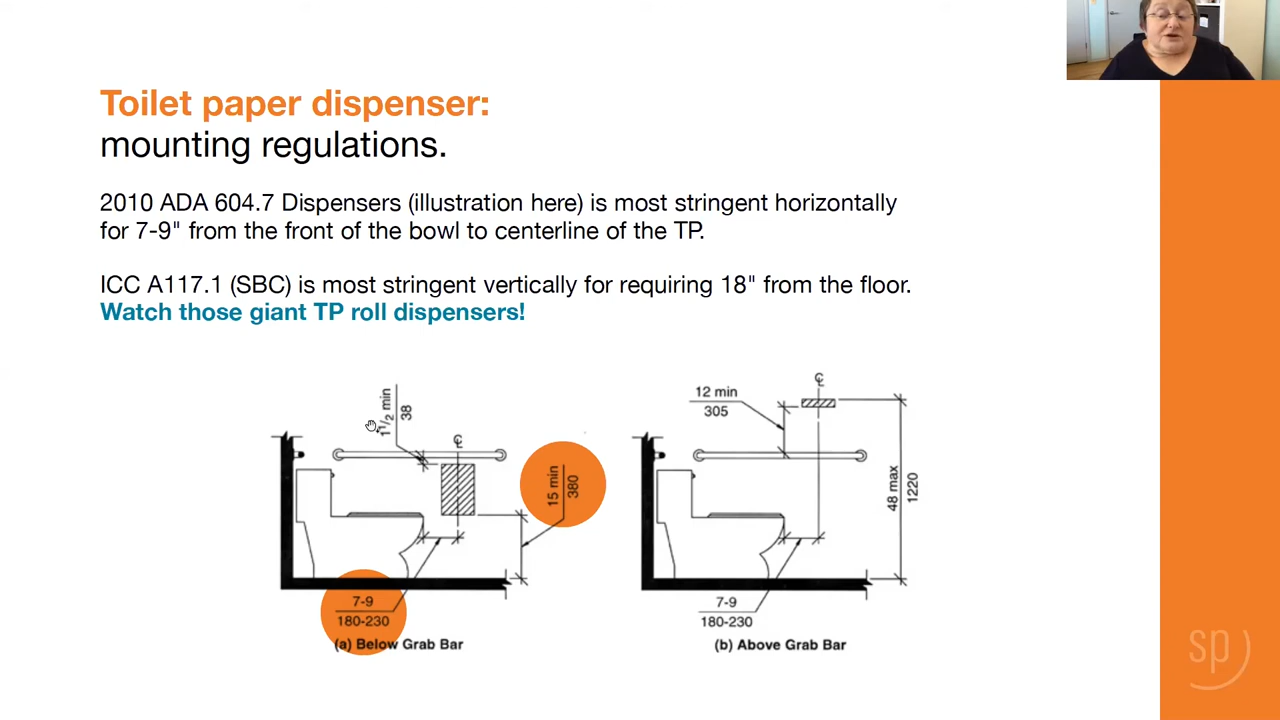 Toilet paper dispenser:
mounting regulations.
2010 ADA 604.7 Dispensers (illustration here) is most stringent horizontally
for 7-9" from the front of the bowl to centerline of the TP.
ICC A117.1 (SBC) is most stringent vertically for requiring 18" from the floor.
Watch those giant TP roll dispensers!
1 1/2 min
38
℄
15 min
380
7-9
180-230
(a) Below Grab Bar
12 min
305
℄
48 max
1220
7-9
180-230
(b) Above Grab Bar
sp